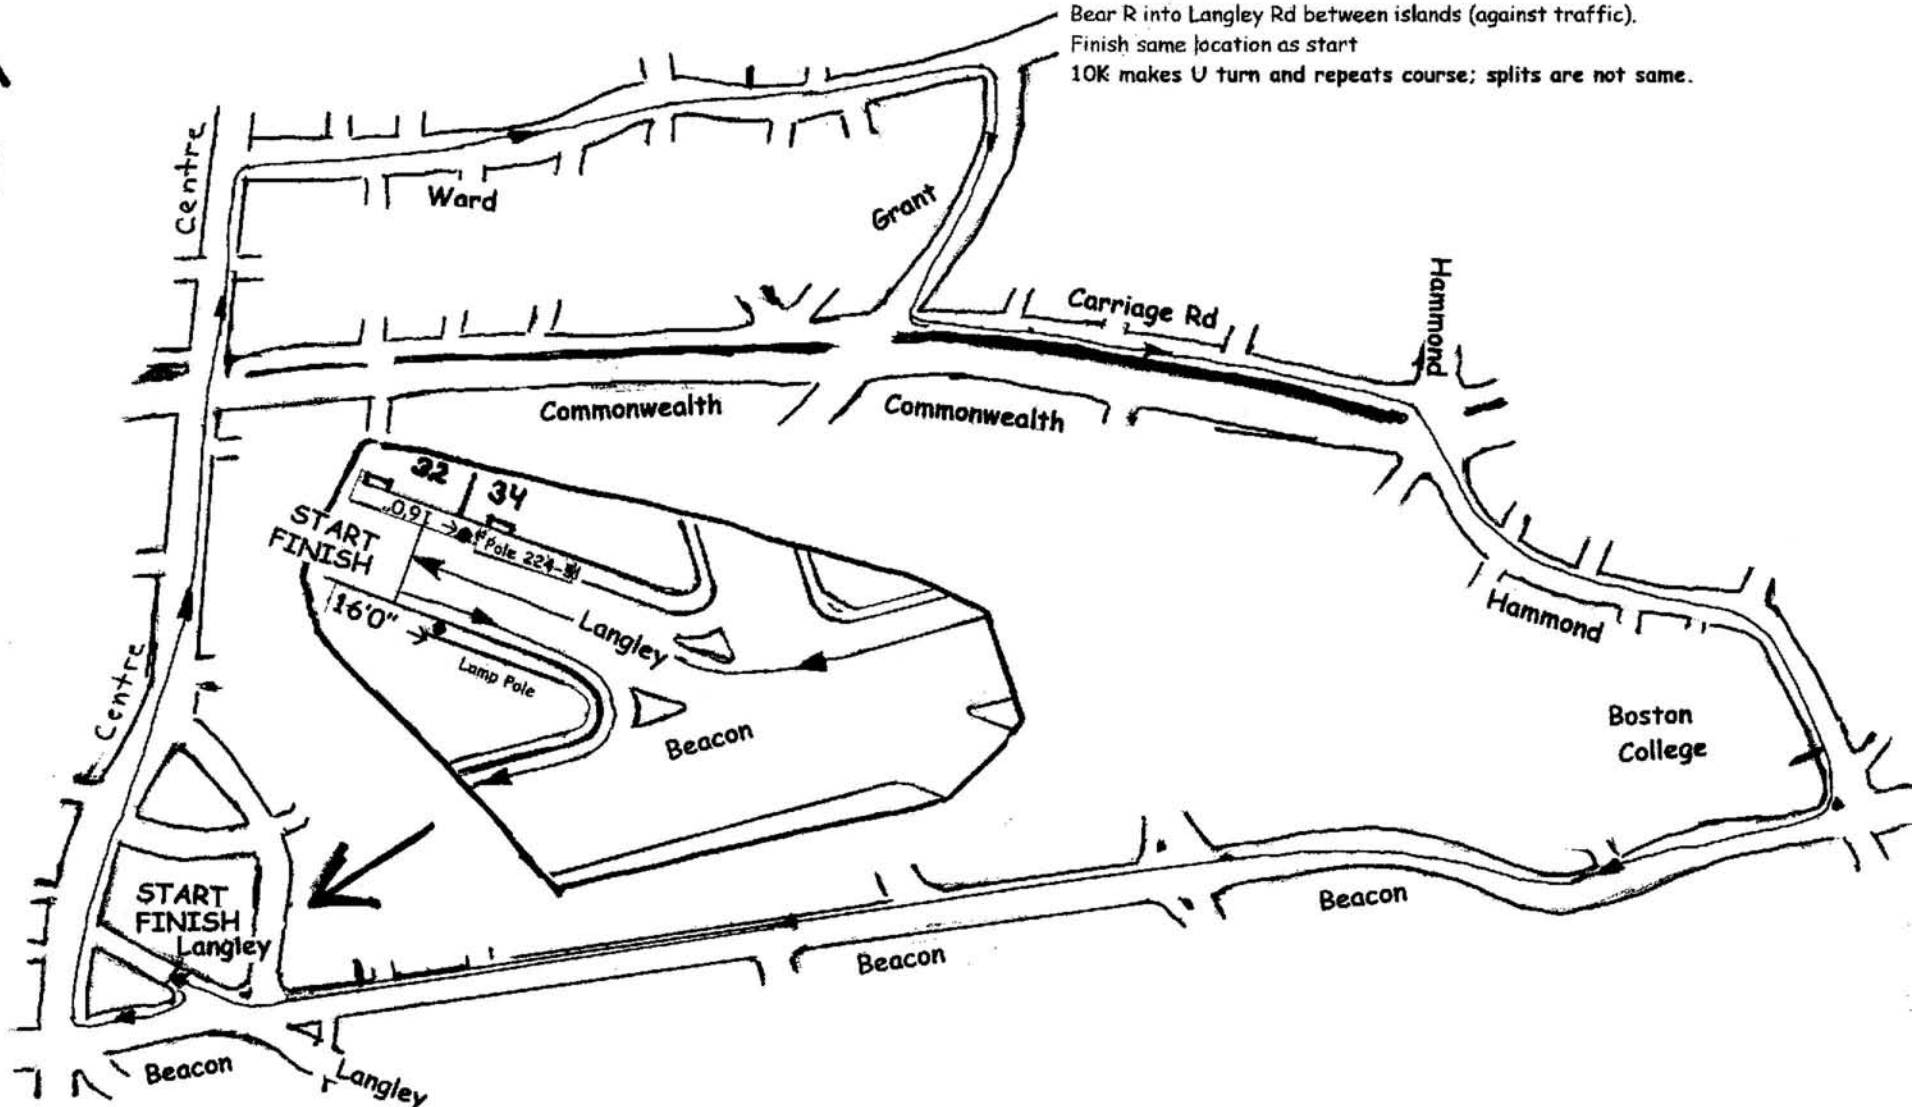 Bear R into Langley Rd between islands (against traffic).
Finish same location as start
10K makes U turn and repeats course; splits are not same.
Centre
Ward
Grant
Hammond
Carriage Rd
Commonwealth
Commonwealth
32
34
START
FINISH
16'0"
Pole 224-
16'0"
Lamp Pole
Langley
Beacon
Hammond
Centre
Boston
College
START
FINISH
Langley
Beacon
Beacon
Beacon
Langley